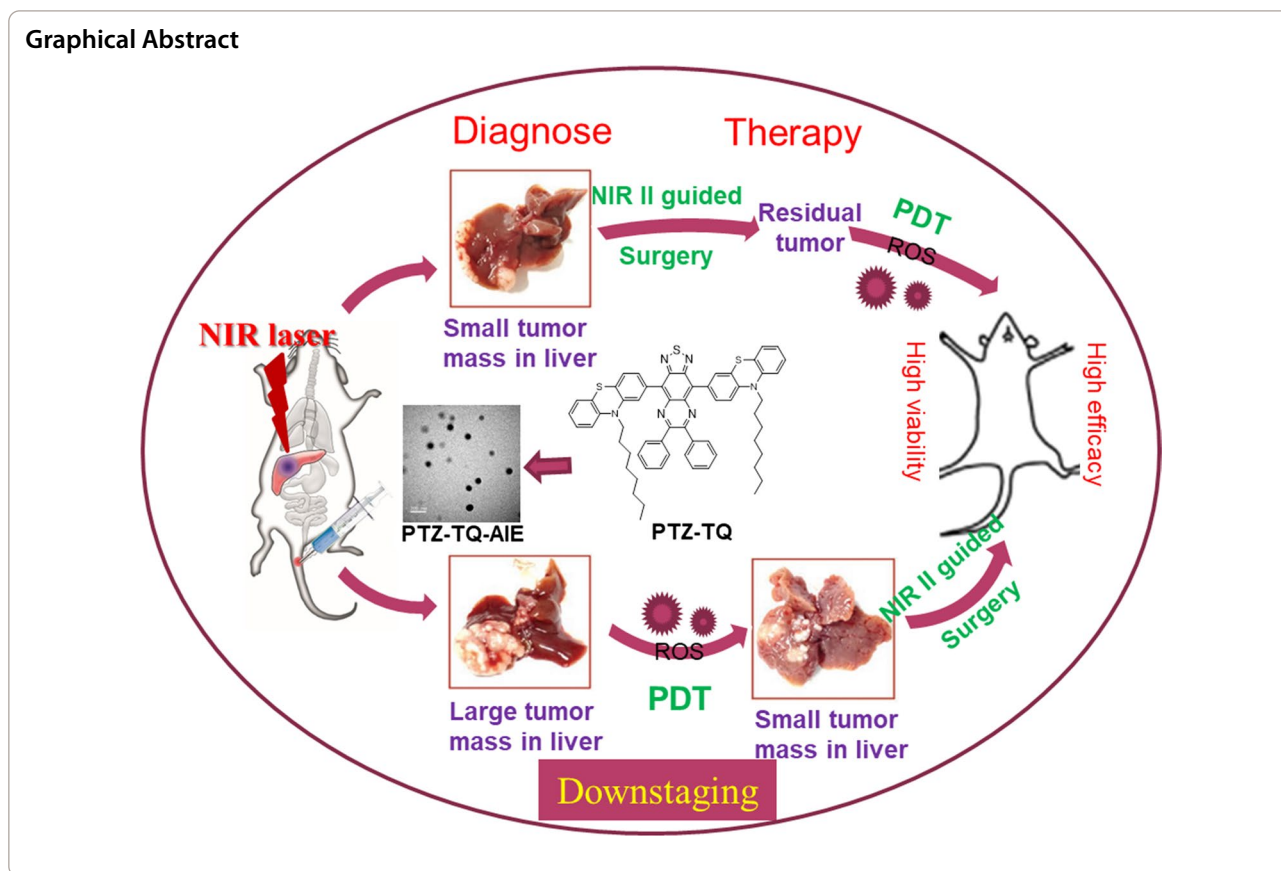 Graphical Abstract
Diagnose
Therapy
NIR II guided
Surgery
Residual
tumor
PDT
ROS
Small tumor
mass in liver
NIR laser
High viability
High efficacy
S
N
N
S
S
N
N
N
N
PTZ-TQ-AIE
PTZ-TQ
ROS
PDT
NIR II guided
Surgery
Large tumor
mass in liver
Small tumor
mass in liver
Downstaging